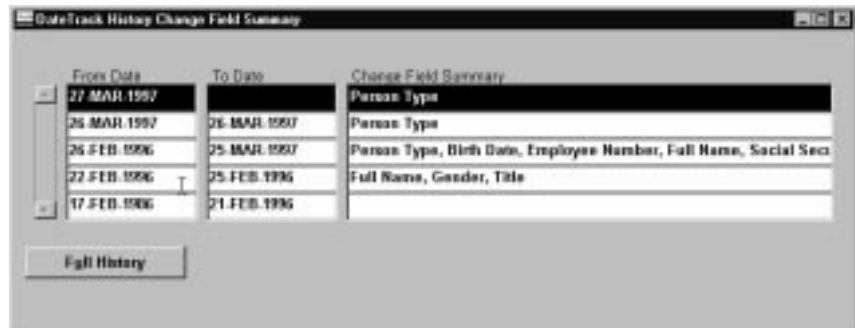 DateTrack History Change Field Summary
From Date To Date Change Field Summary
27-MAR-1997 Person Type
26-MAR-1997 26-MAR-1997 Person Type
26-FEB-1996 25-MAR-1997 Person Type, Birth Date, Employee Number, Full Name, Social Secu
22-FEB-1996 25-FEB-1996 Full Name, Gender, Title
17-FEB-1986 21-FEB-1996
Full History